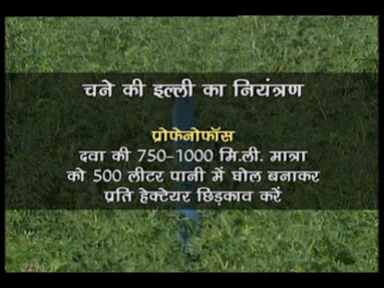 चने की इल्ली का नियंत्रण
प्रोफेनोफॉस
दवा की 750-1000 मि.ली. मात्रा
को 500 लीटर पानी में घोल बनाकर
प्रति हेक्टेयर छिड़काव करें